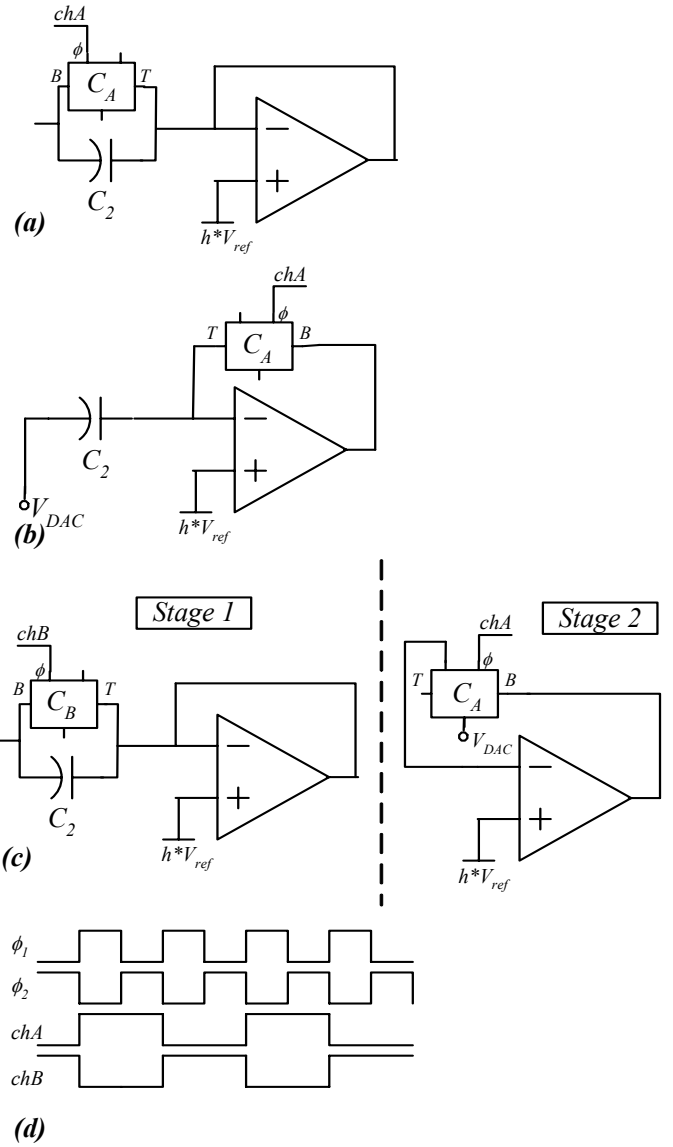 chA
ϕ
B C_A T
C_2
h*V_ref
(a)
chA
ϕ
T C_A B
C_2
h*V_ref
V_DAC
(b)
Stage 1
Stage 2
chB
ϕ
B C_B T
C_2
h*V_ref
chA
ϕ
T C_A B
V_DAC
h*V_ref
(c)
ϕ_1
ϕ_2
chA
chB
(d)